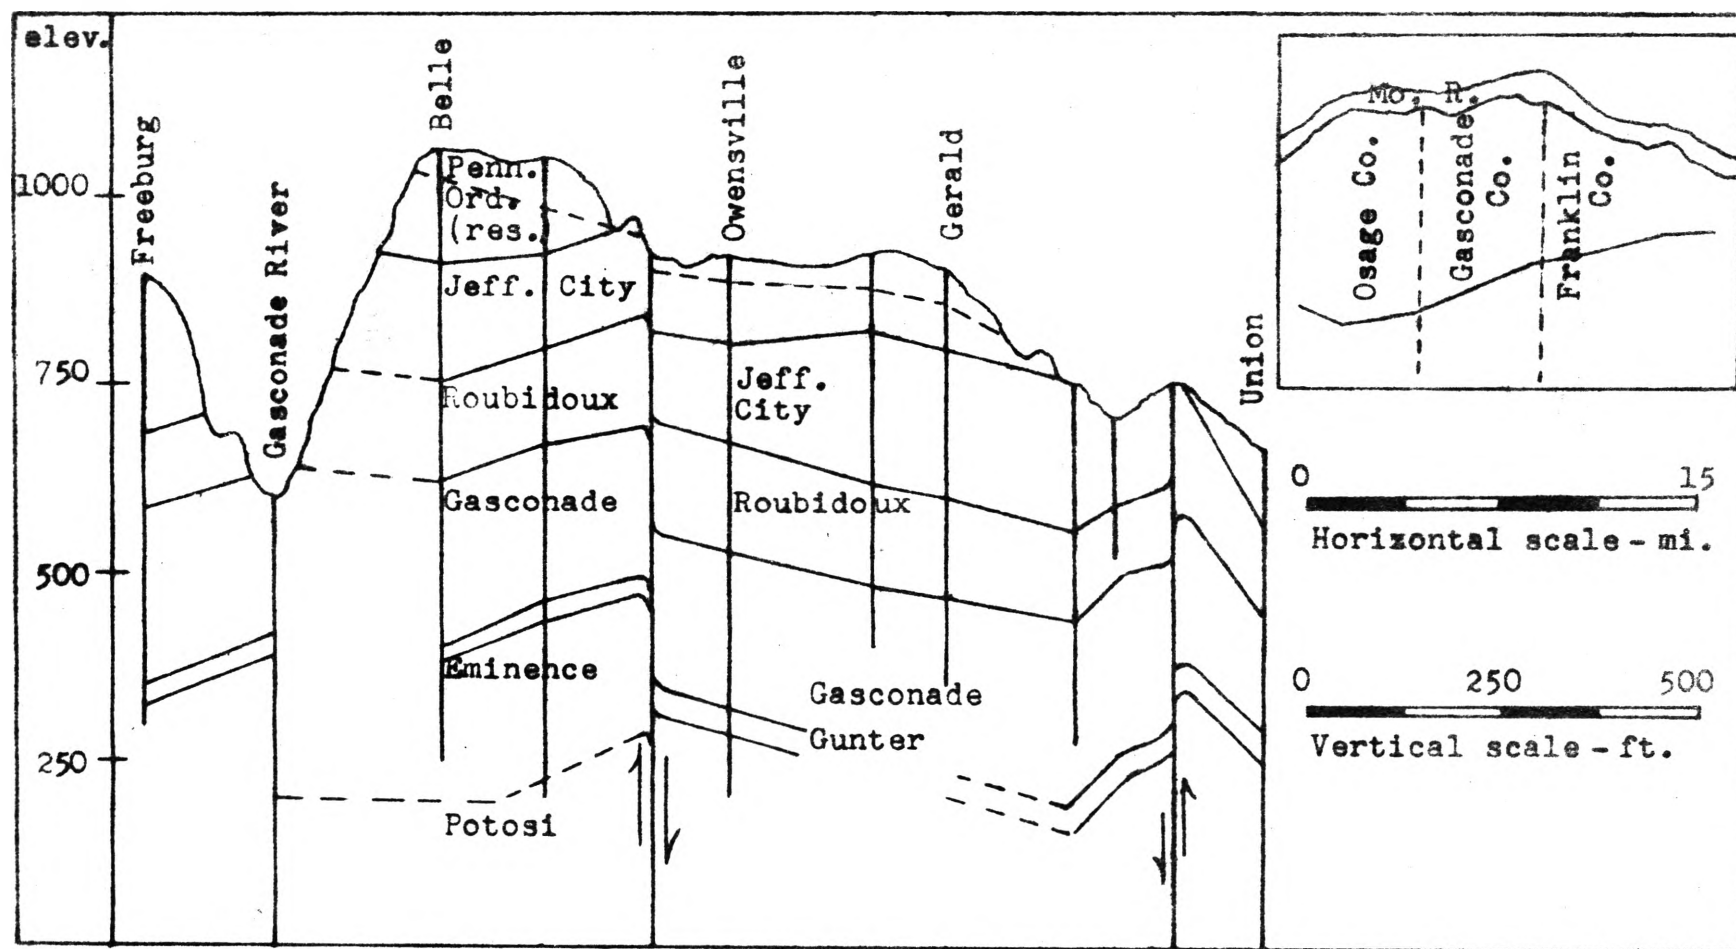 elev.
1000
750
500
250
Freeburg
Gasconade River
Belle
Owensville
Gerald
Union
Penn.
Ord.
(res.)
Jeff. City
Roubidoux
Gasconade
Eminence
Potosi
Jeff.
City
Roubidoux
Gasconade
Gunter
Mo. R.
Osage Co.
Gasconade
Co.
Franklin
Co.
0 15
Horizontal scale-mi.
0 250 500
Vertical scale-ft.